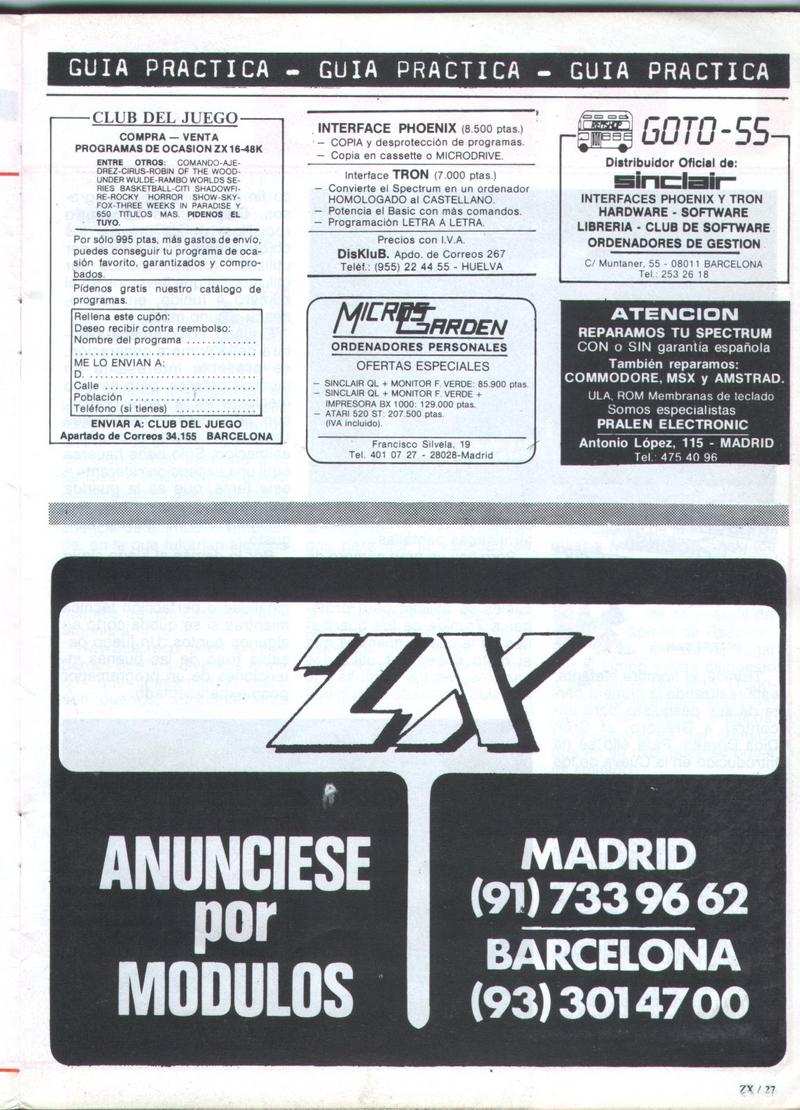 GUIA PRACTICA - GUIA PRACTICA - GUIA PRACTICA
CLUB DEL JUEGO
COMPRA — VENTA
PROGRAMAS DE OCASION ZX 16-48K
ENTRE OTROS: COMANDO-AJE-
DREZ-CIRUS-ROBIN OF THE WOOD-
UNDER WULDE-RAMBO WORLDS SE-
RIES BASKETBALL-CITI SHADOWFI-
RE-ROCKY HORROR SHOW-SKY-
FOX-THREE WEEKS IN PARADISE Y
650 TITULOS MAS. PIDENOS EL
TUYO.
Por sólo 995 ptas, más gastos de envío,
puedes conseguir tu programa de oca-
sión favorito, garantizados y compro-
bados.
Pídenos gratis nuestro catálogo de
programas.
Rellena este cupón:
Deseo recibir contra reembolso:
Nombre del programa
ME LO ENVIAN A:
D.
Calle
Población
Teléfono (si tienes)
ENVIAR A: CLUB DEL JUEGO
Apartado de Correos 34.155 BARCELONA
INTERFACE PHOENIX (8.500 ptas.)
— COPIA y desprotección de programas.
— Copia en cassette o MICRODRIVE.
Interface TRON (7.000 ptas.)
— Convierte el Spectrum en un ordenador
HOMOLOGADO al CASTELLANO.
— Potencia el Basic con más comandos.
— Programación LETRA A LETRA.
Precios con I.V.A.
DisKluB. Apdo. de Correos 267
Teléf.: (955) 22 44 55 - HUELVA
MICROS GARDEN
ORDENADORES PERSONALES
OFERTAS ESPECIALES
— SINCLAIR QL + MONITOR F. VERDE: 85.900 ptas.
— SINCLAIR QL + MONITOR F. VERDE +
IMPRESORA BX 1000: 129.000 ptas.
— ATARI 520 ST: 207.500 ptas.
(IVA incluido).
Francisco Silvela, 19
Tel. 401 07 27 - 28028-Madrid
GOTO-55
Distribuidor Oficial de:
sinclair
INTERFACES PHOENIX Y TRON
HARDWARE - SOFTWARE
LIBRERIA - CLUB DE SOFTWARE
ORDENADORES DE GESTION
C/ Muntaner, 55 - 08011 BARCELONA
Tel.: 253 26 18
ATENCION
REPARAMOS TU SPECTRUM
CON o SIN garantía española
También reparamos:
COMMODORE, MSX y AMSTRAD.
ULA, ROM Membranas de teclado
Somos especialistas
PRALEN ELECTRONIC
Antonio López, 115 - MADRID
Tel.: 475 40 96
ZX
ANUNCIESE
por
MODULOS
MADRID
(91) 733 96 62
BARCELONA
(93) 301 47 00
ZX / 27